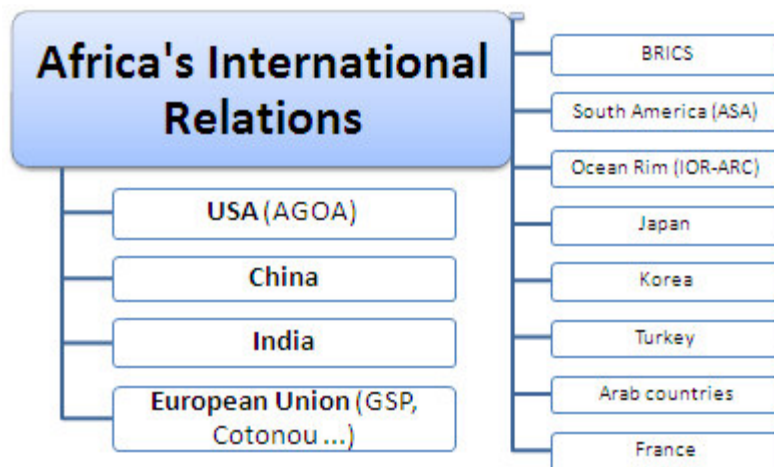 Africa's International
Relations
USA (AGOA)
China
India
European Union (GSP,
Cotonou ...)
BRICS
South America (ASA)
Ocean Rim (IOR-ARC)
Japan
Korea
Turkey
Arab countries
France